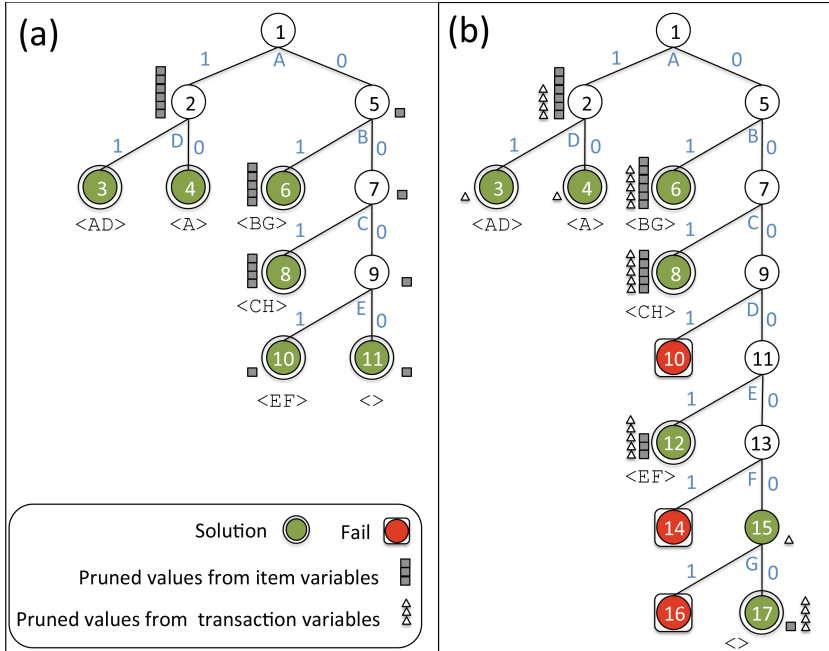 (a)
1
1
A
0
2
5
1
D
0
1
B
0
3
4
6
7
<AD>
<A>
<BG>
1
C
0
8
9
<CH>
1
E
0
10
11
<EF>
<>
Solution
Fail
Pruned values from item variables
Pruned values from transaction variables
(b)
1
1
A
0
2
5
1
D
0
1
B
0
3
4
6
7
<AD>
<A>
<BG>
1
C
0
8
9
<CH>
1
D
0
10
11
1
E
0
12
13
<EF>
1
F
0
14
15
1
G
0
16
17
<>